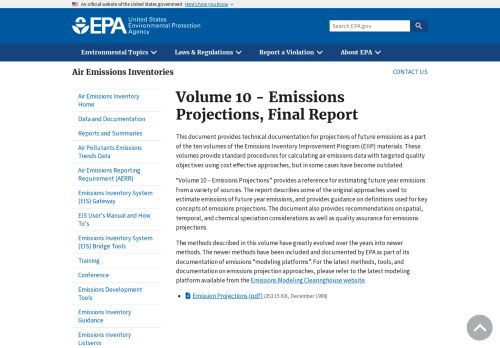 An official website of the United States government Here's how you know
EPA
United States
Environmental Protection
Agency
Search EPA.gov
Environmental Topics
Laws & Regulations
Report a Violation
About EPA
Air Emissions Inventories
CONTACT US
Air Emissions Inventory
Home
Data and Documentation
Reports and Summaries
Air Pollutants Emissions
Trends Data
Air Emissions Reporting
Requirement (AERR)
Emissions Inventory System
(EIS) Gateway
EIS User's Manual and How
To's
Emissions Inventory System
(EIS) Bridge Tools
Training
Conference
Emissions Development
Tools
Emissions Inventory
Guidance
Emissions Inventory
Listservs
Volume 10 - Emissions
Projections, Final Report
This document provides technical documentation for projections of future emissions as a part
of the ten volumes of the Emissions Inventory Improvement Program (EIIP) materials. These
volumes provide standard procedures for calculating air emissions data with targeted quality
objectives using cost effective approaches, but in some cases have become outdated.
"Volume 10 – Emissions Projections" provides a reference for estimating future year emissions
from a variety of sources. The report describes some of the original approaches used to
estimate emissions of future year emissions, and provides guidance on definitions used for key
concepts of emissions projections. The document also provides recommendations on spatial,
temporal, and chemical speciation considerations as well as quality assurance for emissions
projections.
The methods described in this volume have greatly evolved over the years into newer
methods. The newer methods have been included and documented by EPA as part of its
documentation of emissions "modeling platforms". For the latest methods, tools, and
documentation on emissions projection approaches, please refer to the latest modeling
platform available from the Emissions Modeling Clearinghouse website.
Emission Projections (pdf) (353.15 KB, December 1999)